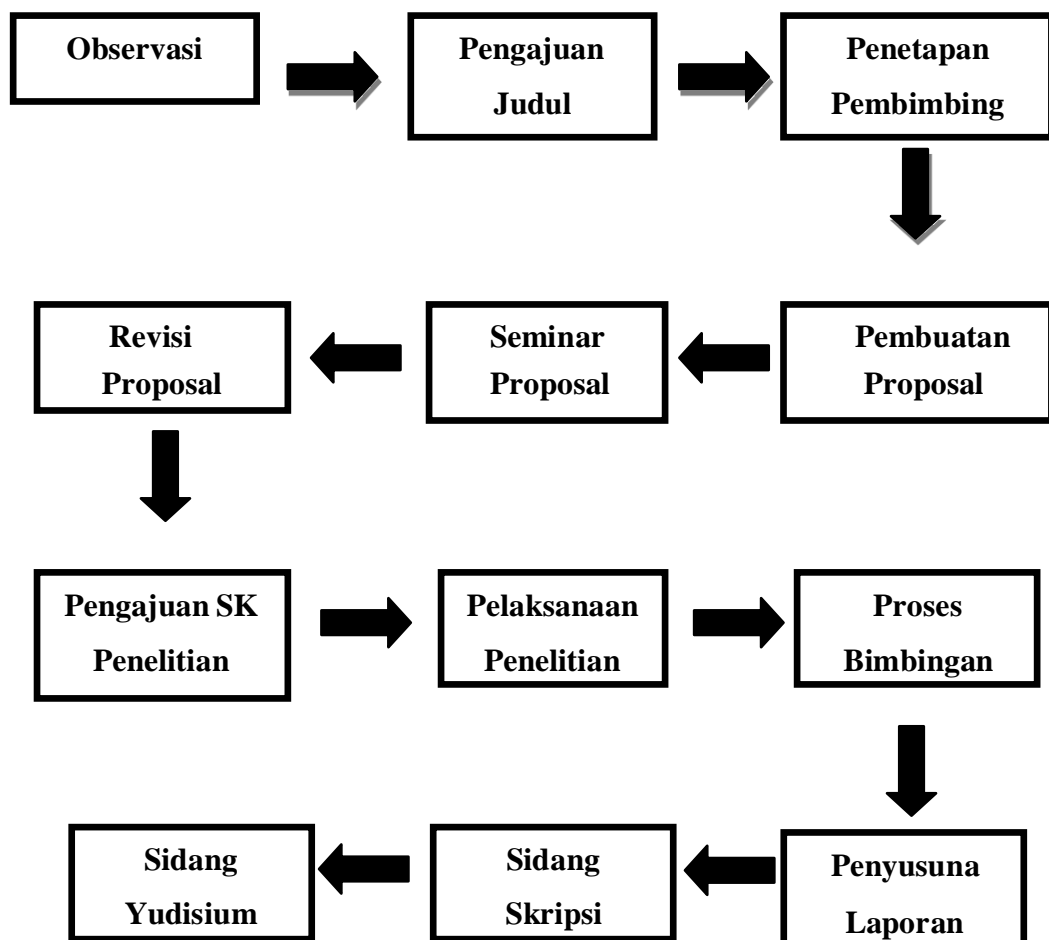 Observasi
Pengajuan
Judul
Penetapan
Pembimbing
Pembuatan
Proposal
Seminar
Proposal
Revisi
Proposal
Pengajuan SK
Penelitian
Pelaksanaan
Penelitian
Proses
Bimbingan
Penyusuna
Laporan
Sidang
Skripsi
Sidang
Yudisium